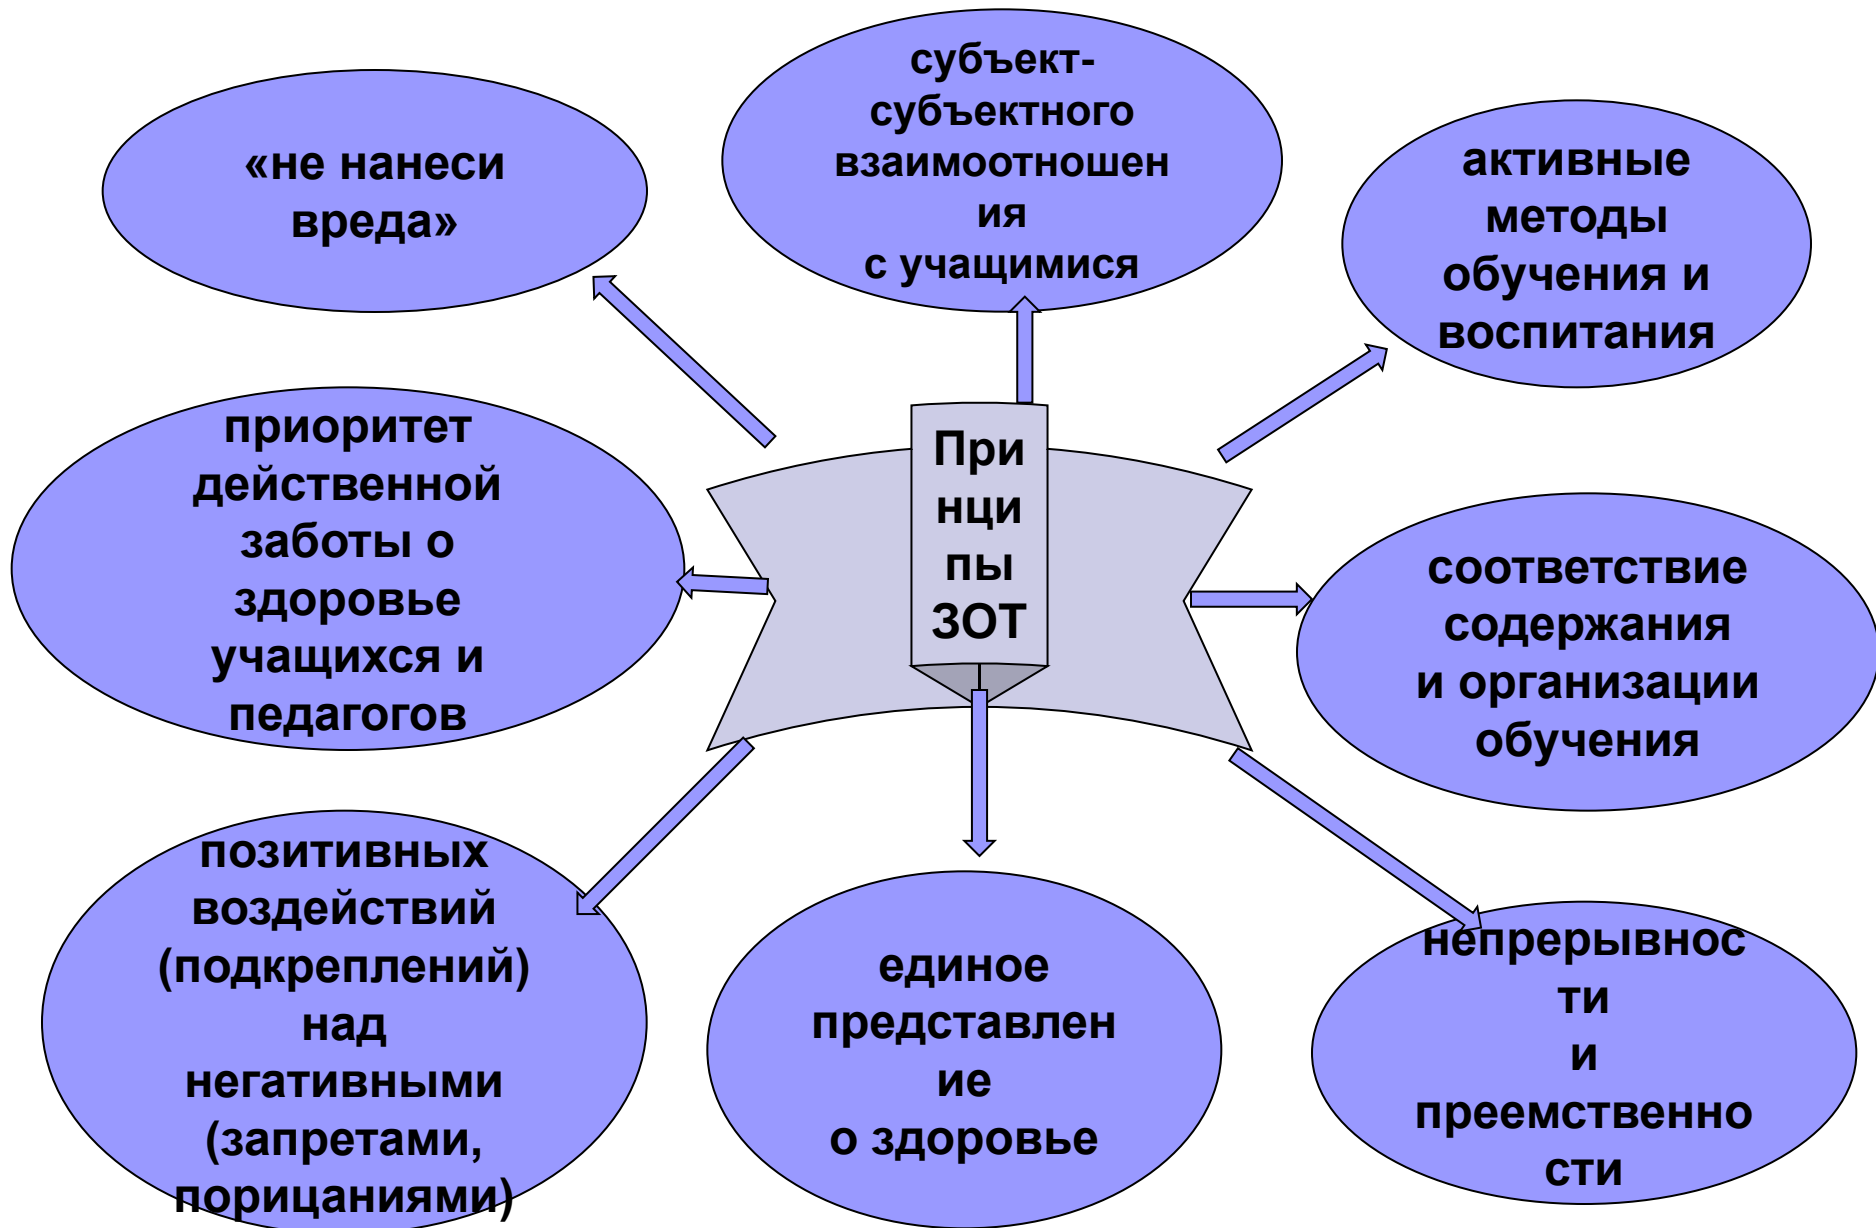 «не нанеси
вреда»
субъект-
субъектного
взаимоотношен
ия
с учащимися
активные
методы
обучения и
воспитания
приоритет
действенной
заботы о
здоровье
учащихся и
педагогов
При
нци
пы
ЗОТ
соответствие
содержания
и организации
обучения
позитивных
воздействий
(подкреплений)
над
негативными
(запретами,
порицаниями)
единое
представлен
ие
о здоровье
непрерывнос
ти
и
преемственно
сти